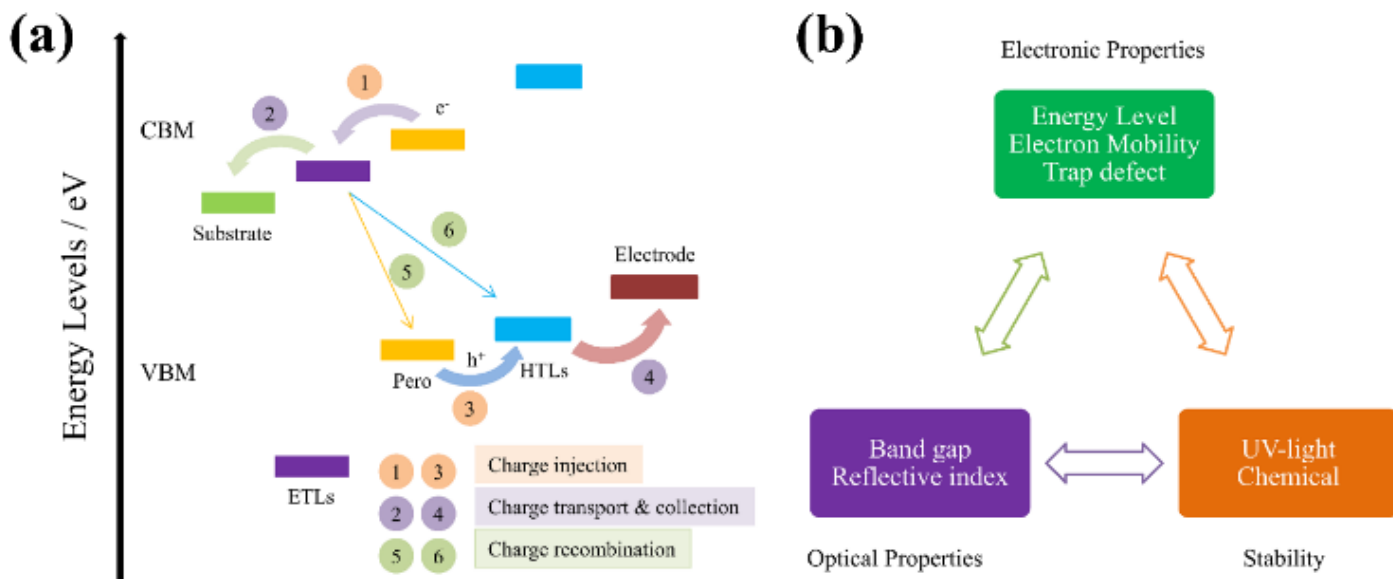 (a)
Energy Levels / eV
CBM
VBM
1
2
e-
Substrate
6
5
Electrode
Pero
h+
HTLs
3
4
ETLs
1 3 Charge injection
2 4 Charge transport & collection
5 6 Charge recombination
(b)
Electronic Properties
Energy Level
Electron Mobility
Trap defect
Band gap
Reflective index
UV-light
Chemical
Optical Properties
Stability